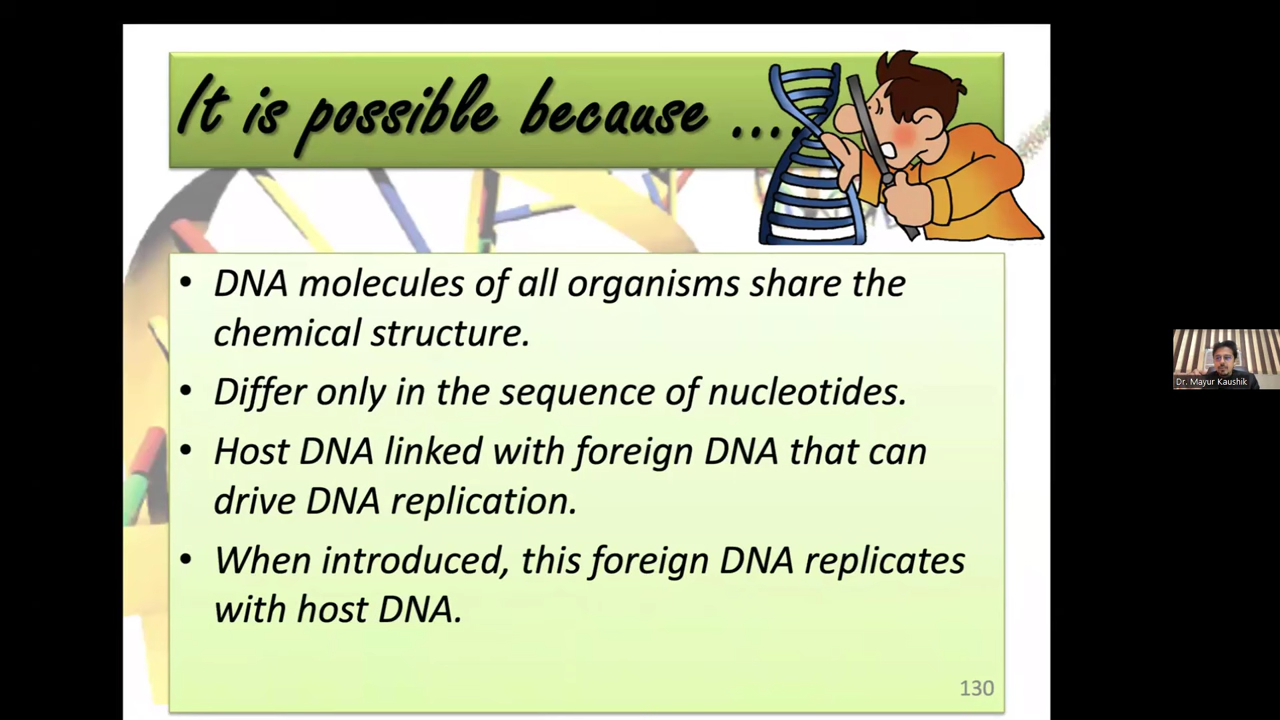 It is possible because ....
• DNA molecules of all organisms share the
chemical structure.
• Differ only in the sequence of nucleotides.
• Host DNA linked with foreign DNA that can
drive DNA replication.
• When introduced, this foreign DNA replicates
with host DNA.
130
Dr. Mayur Kaushik